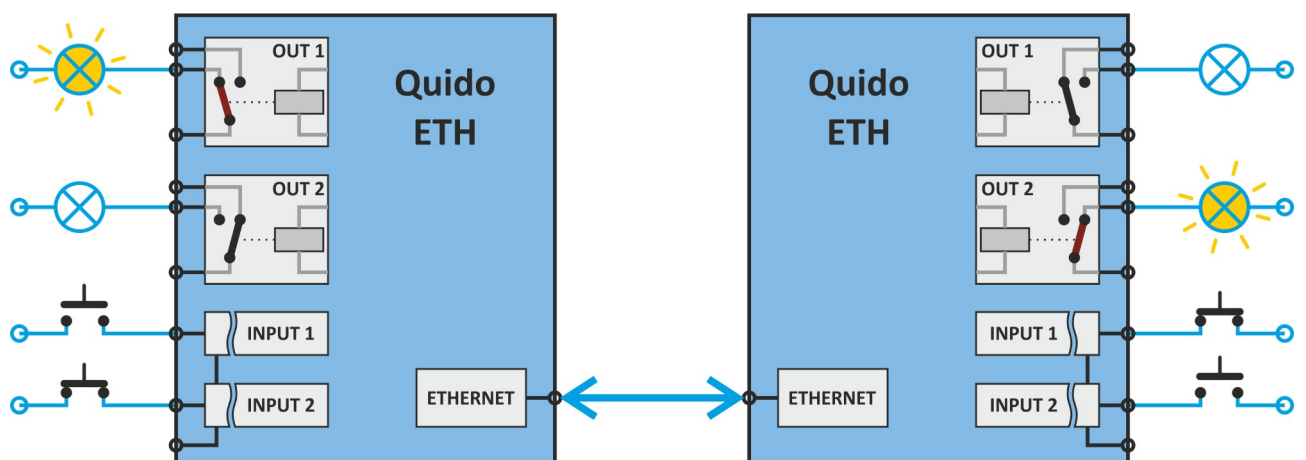 OUT 1
Quido
ETH
OUT 2
INPUT 1
INPUT 2
ETHERNET
OUT 1
Quido
ETH
OUT 2
INPUT 1
INPUT 2
ETHERNET